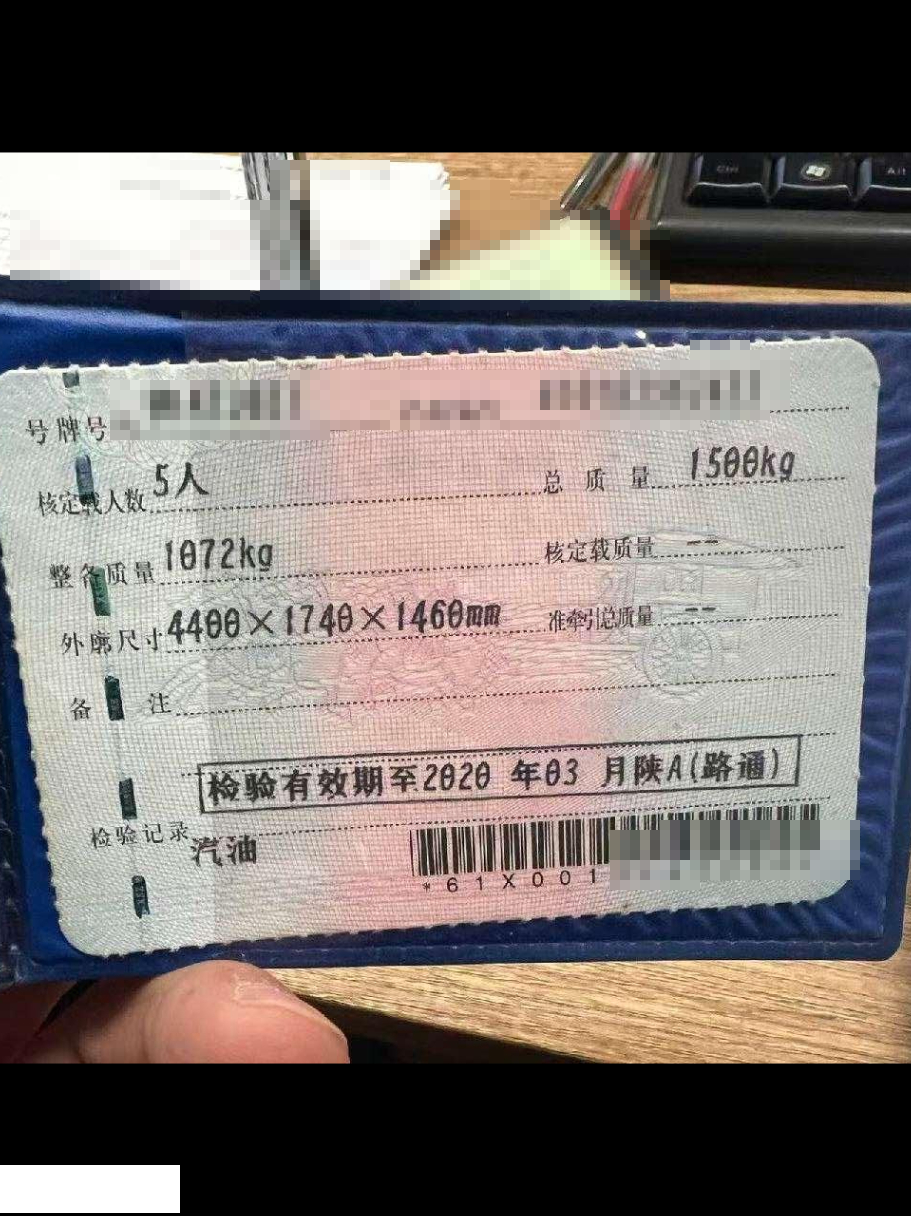 Ctrl Alt
号牌号
核定载人数 5人 总质量 1500kg
整备质量 1072kg 核定载质量 --
外廓尺寸 4400×1740×1460mm 准牵引总质量 --
备 注
检验有效期至2020 年03 月陕A(路通)
检验记录
汽油
*61X001